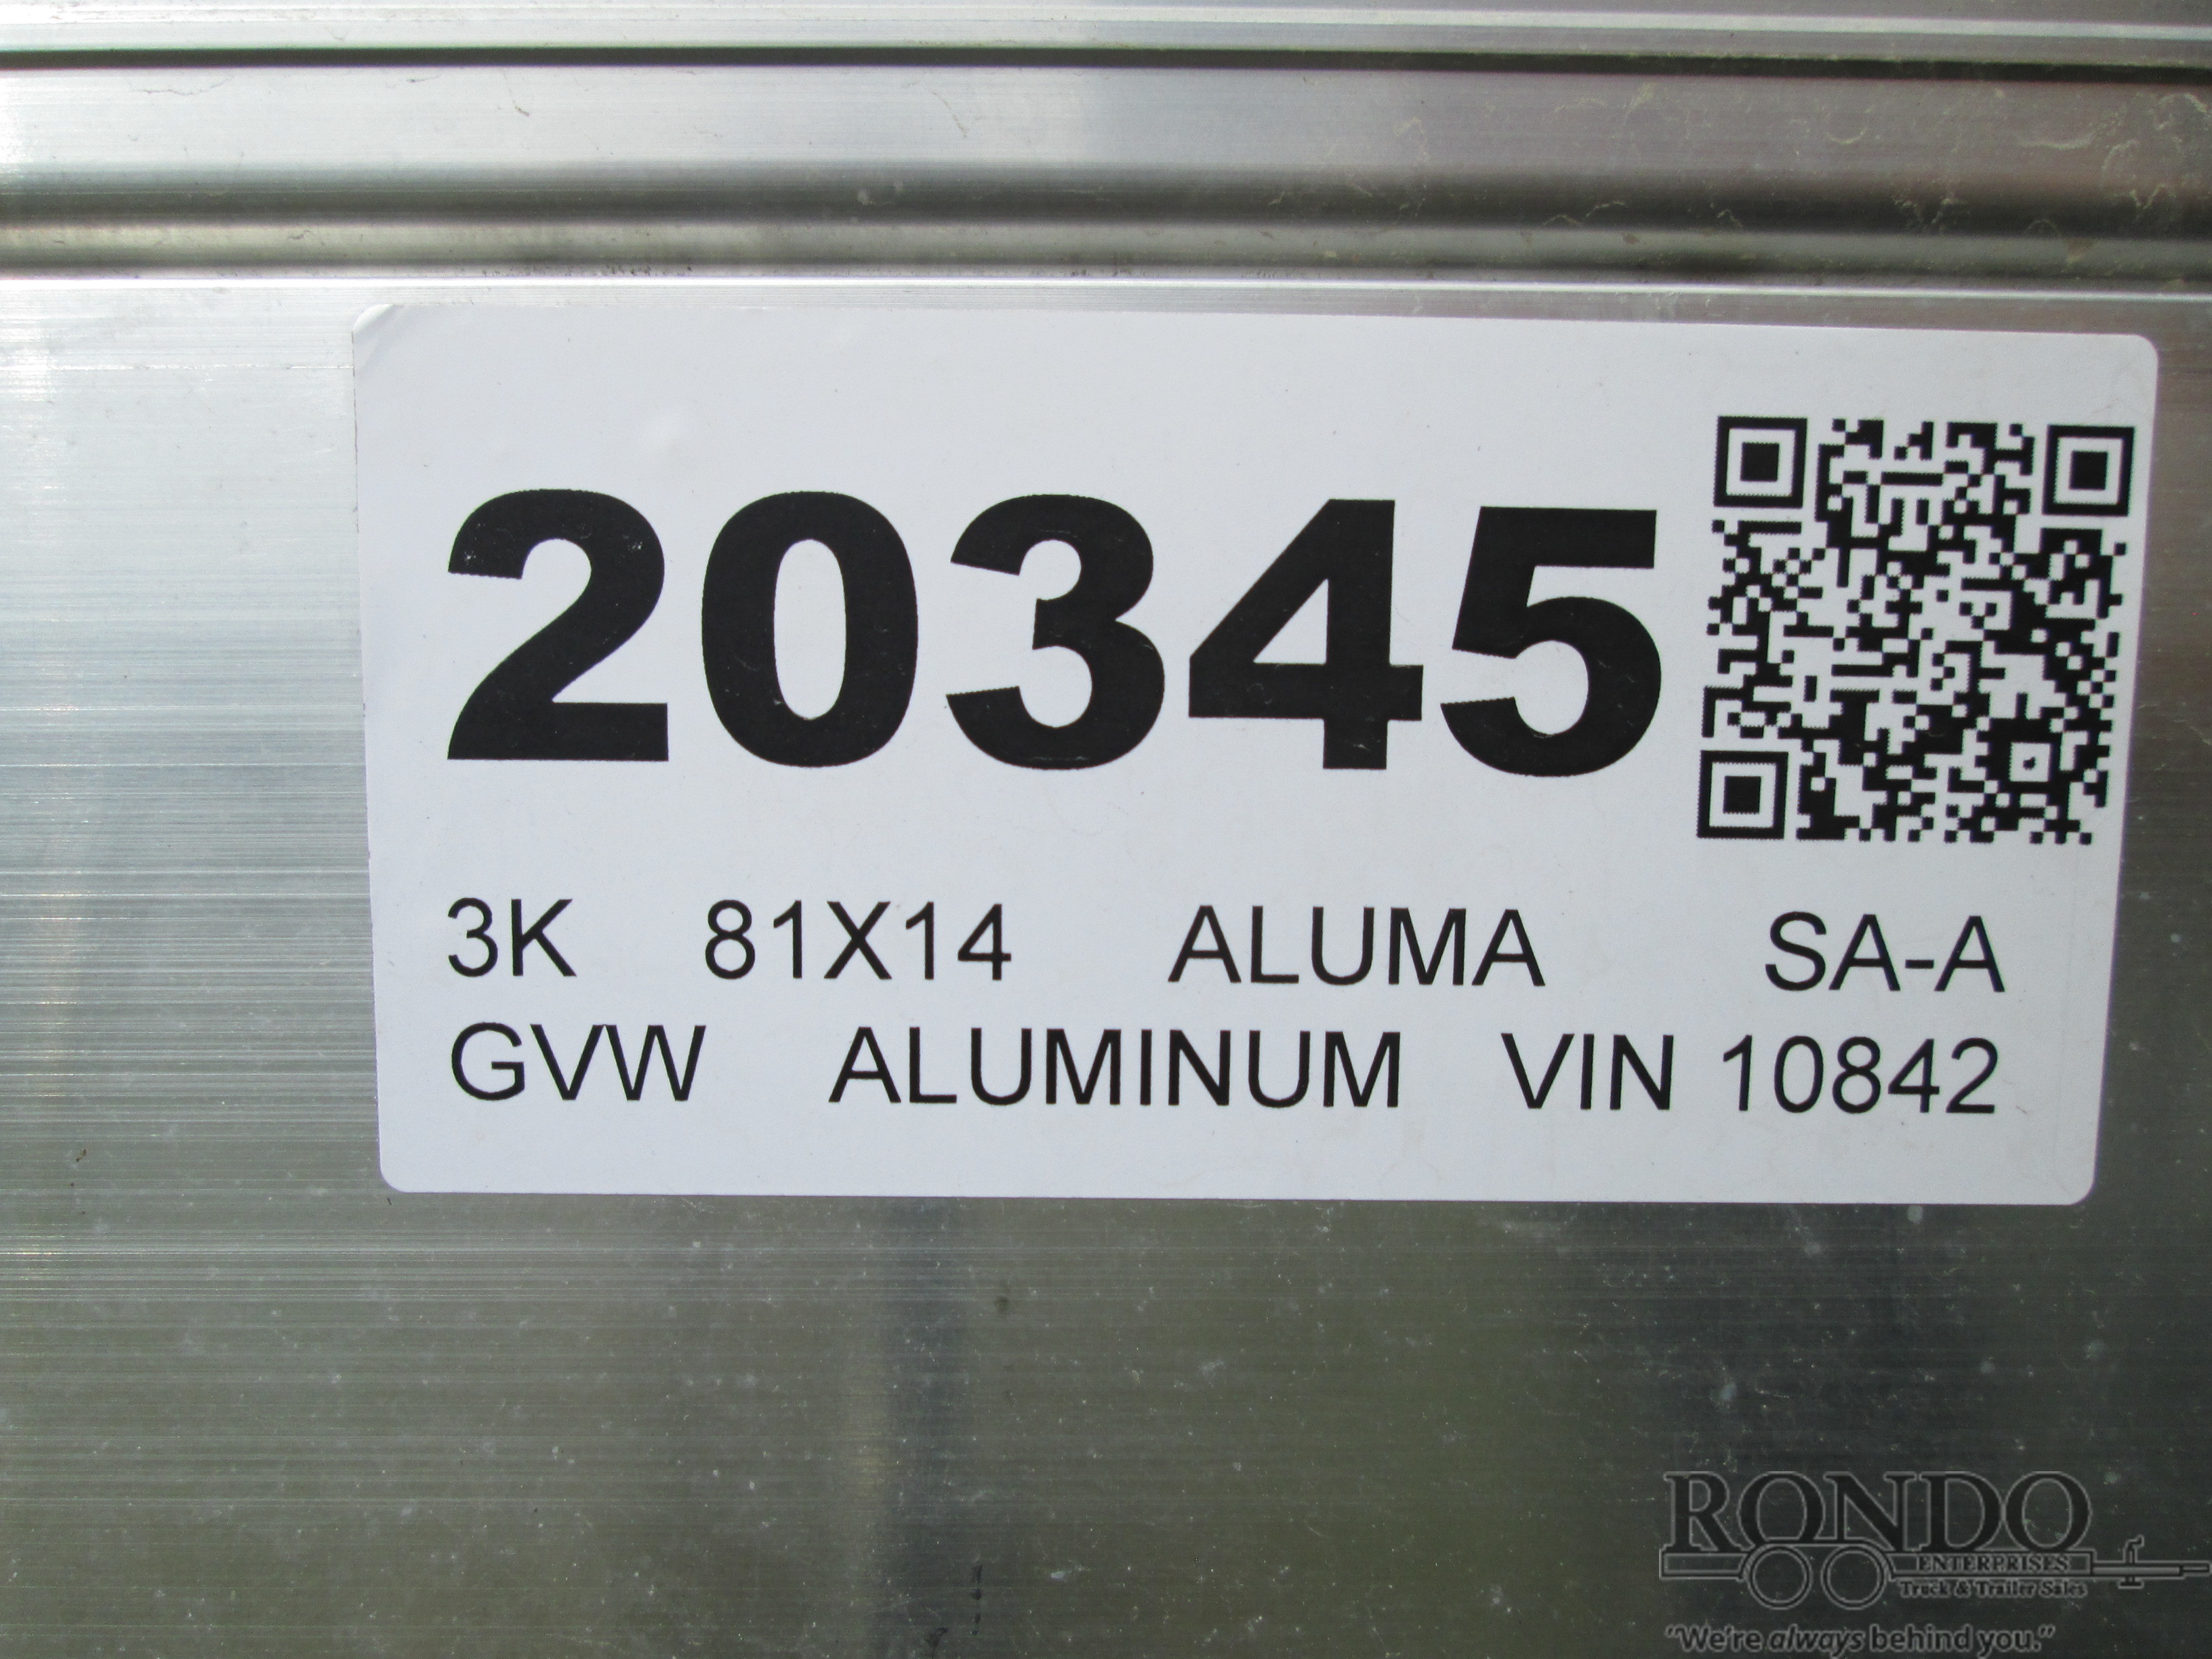 20345
3K 81X14 ALUMA SA-A
GVW ALUMINUM VIN 10842
RONDO
ENTERPRISES
Truck & Trailer Sales
"We're always behind you."